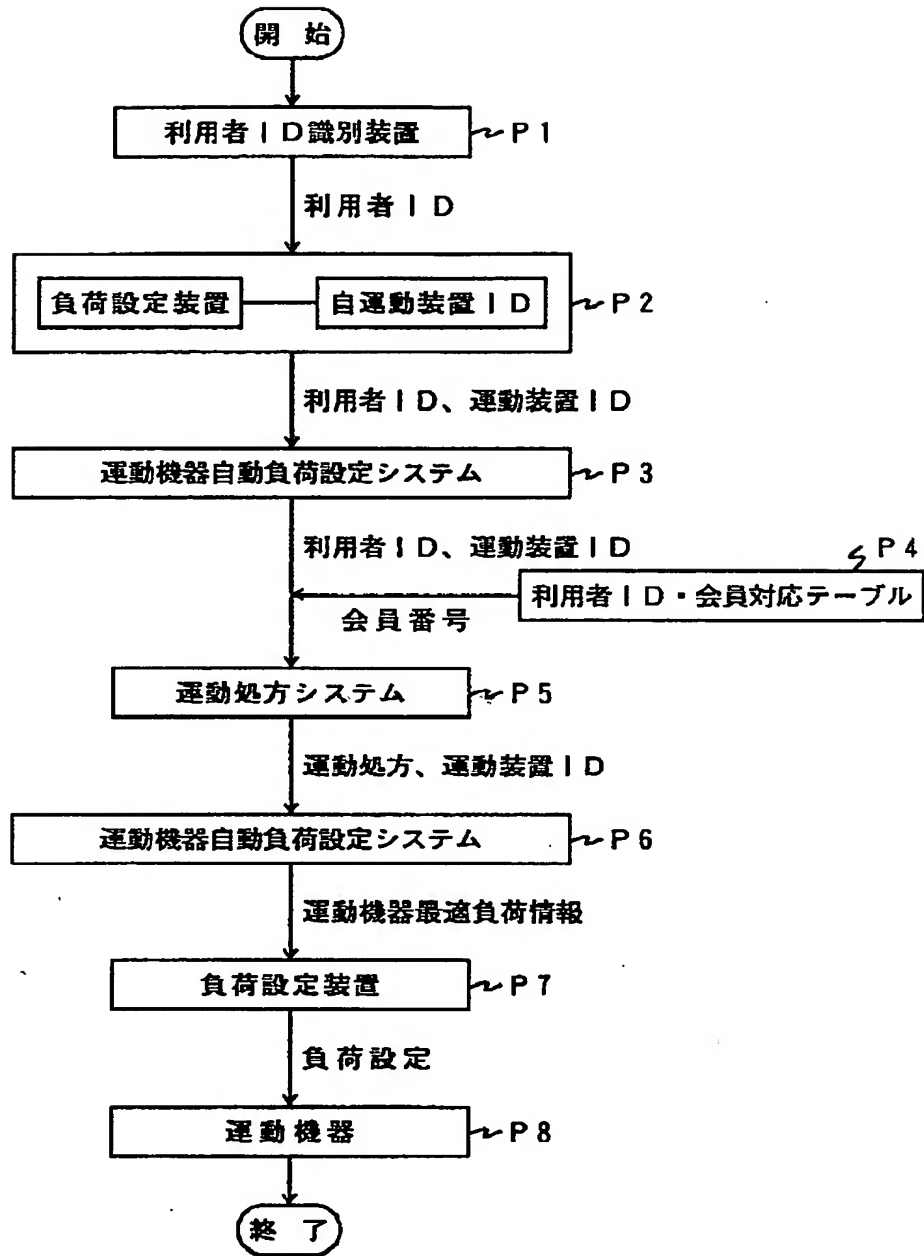 開始
利用者ID識別装置 P1
利用者ID
負荷設定装置 自運動装置ID P2
利用者ID、運動装置ID
運動機器自動負荷設定システム P3
利用者ID、運動装置ID
P4
利用者ID・会員対応テーブル
会員番号
運動処方システム P5
運動処方、運動装置ID
運動機器自動負荷設定システム P6
運動機器最適負荷情報
負荷設定装置 P7
負荷設定
運動機器 P8
終了